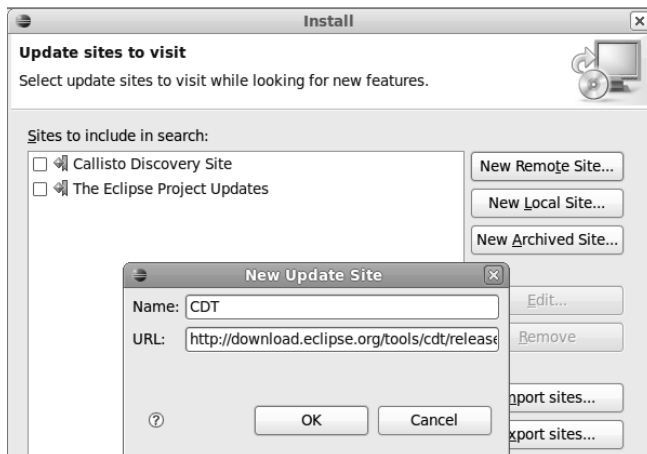 Install
Update sites to visit
Select update sites to visit while looking for new features.
Sites to include in search:
Callisto Discovery Site
The Eclipse Project Updates
New Remote Site...
New Local Site...
New Archived Site...
Edit...
Remove
nport sites...
xport sites...
New Update Site
Name: CDT
URL: http://download.eclipse.org/tools/cdt/release
OK
Cancel